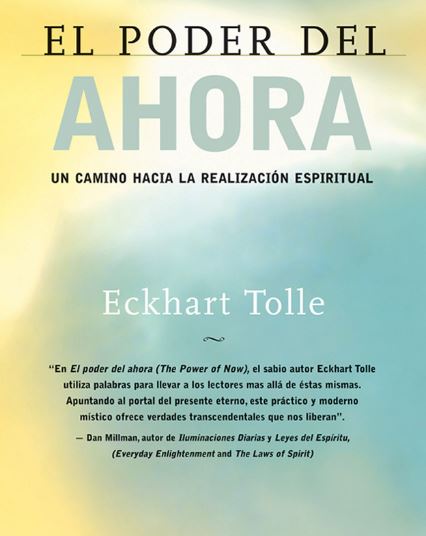 EL PODER DEL
AHORA
UN CAMINO HACIA LA REALIZACIÓN ESPIRITUAL
Eckhart Tolle
“En El poder del ahora (The Power of Now), el sabio autor Eckhart Tolle
utiliza palabras para llevar a los lectores mas allá de éstas mismas.
Apuntando al portal del presente eterno, este práctico y moderno
místico ofrece verdades transcendentales que nos liberan”.
— Dan Millman, autor de Iluminaciones Diarias y Leyes del Espíritu,
(Everyday Enlightenment and The Laws of Spirit)